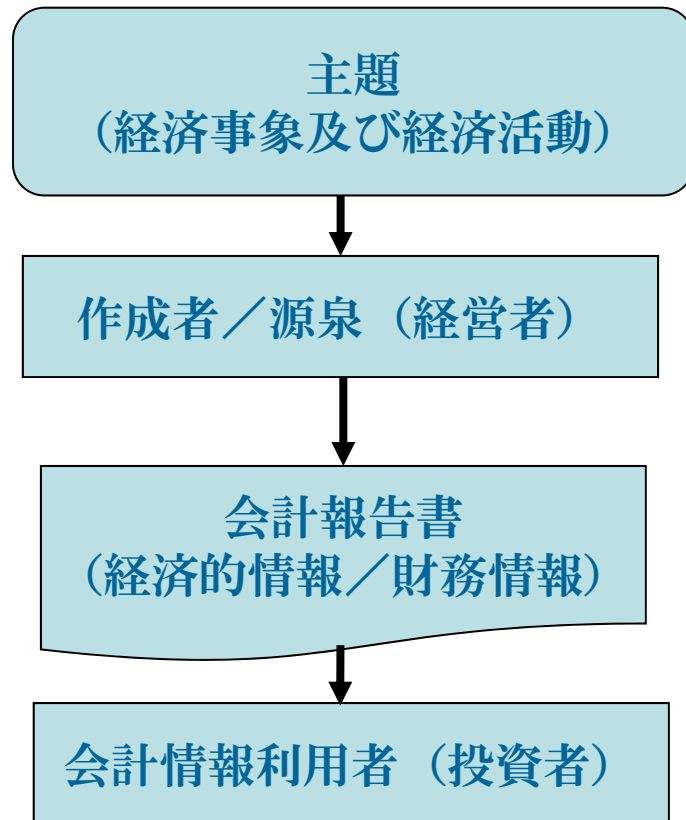 主題
（経済事象及び経済活動）
作成者／源泉（経営者）
会計報告書
（経済的情報／財務情報）
会計情報利用者（投資者）